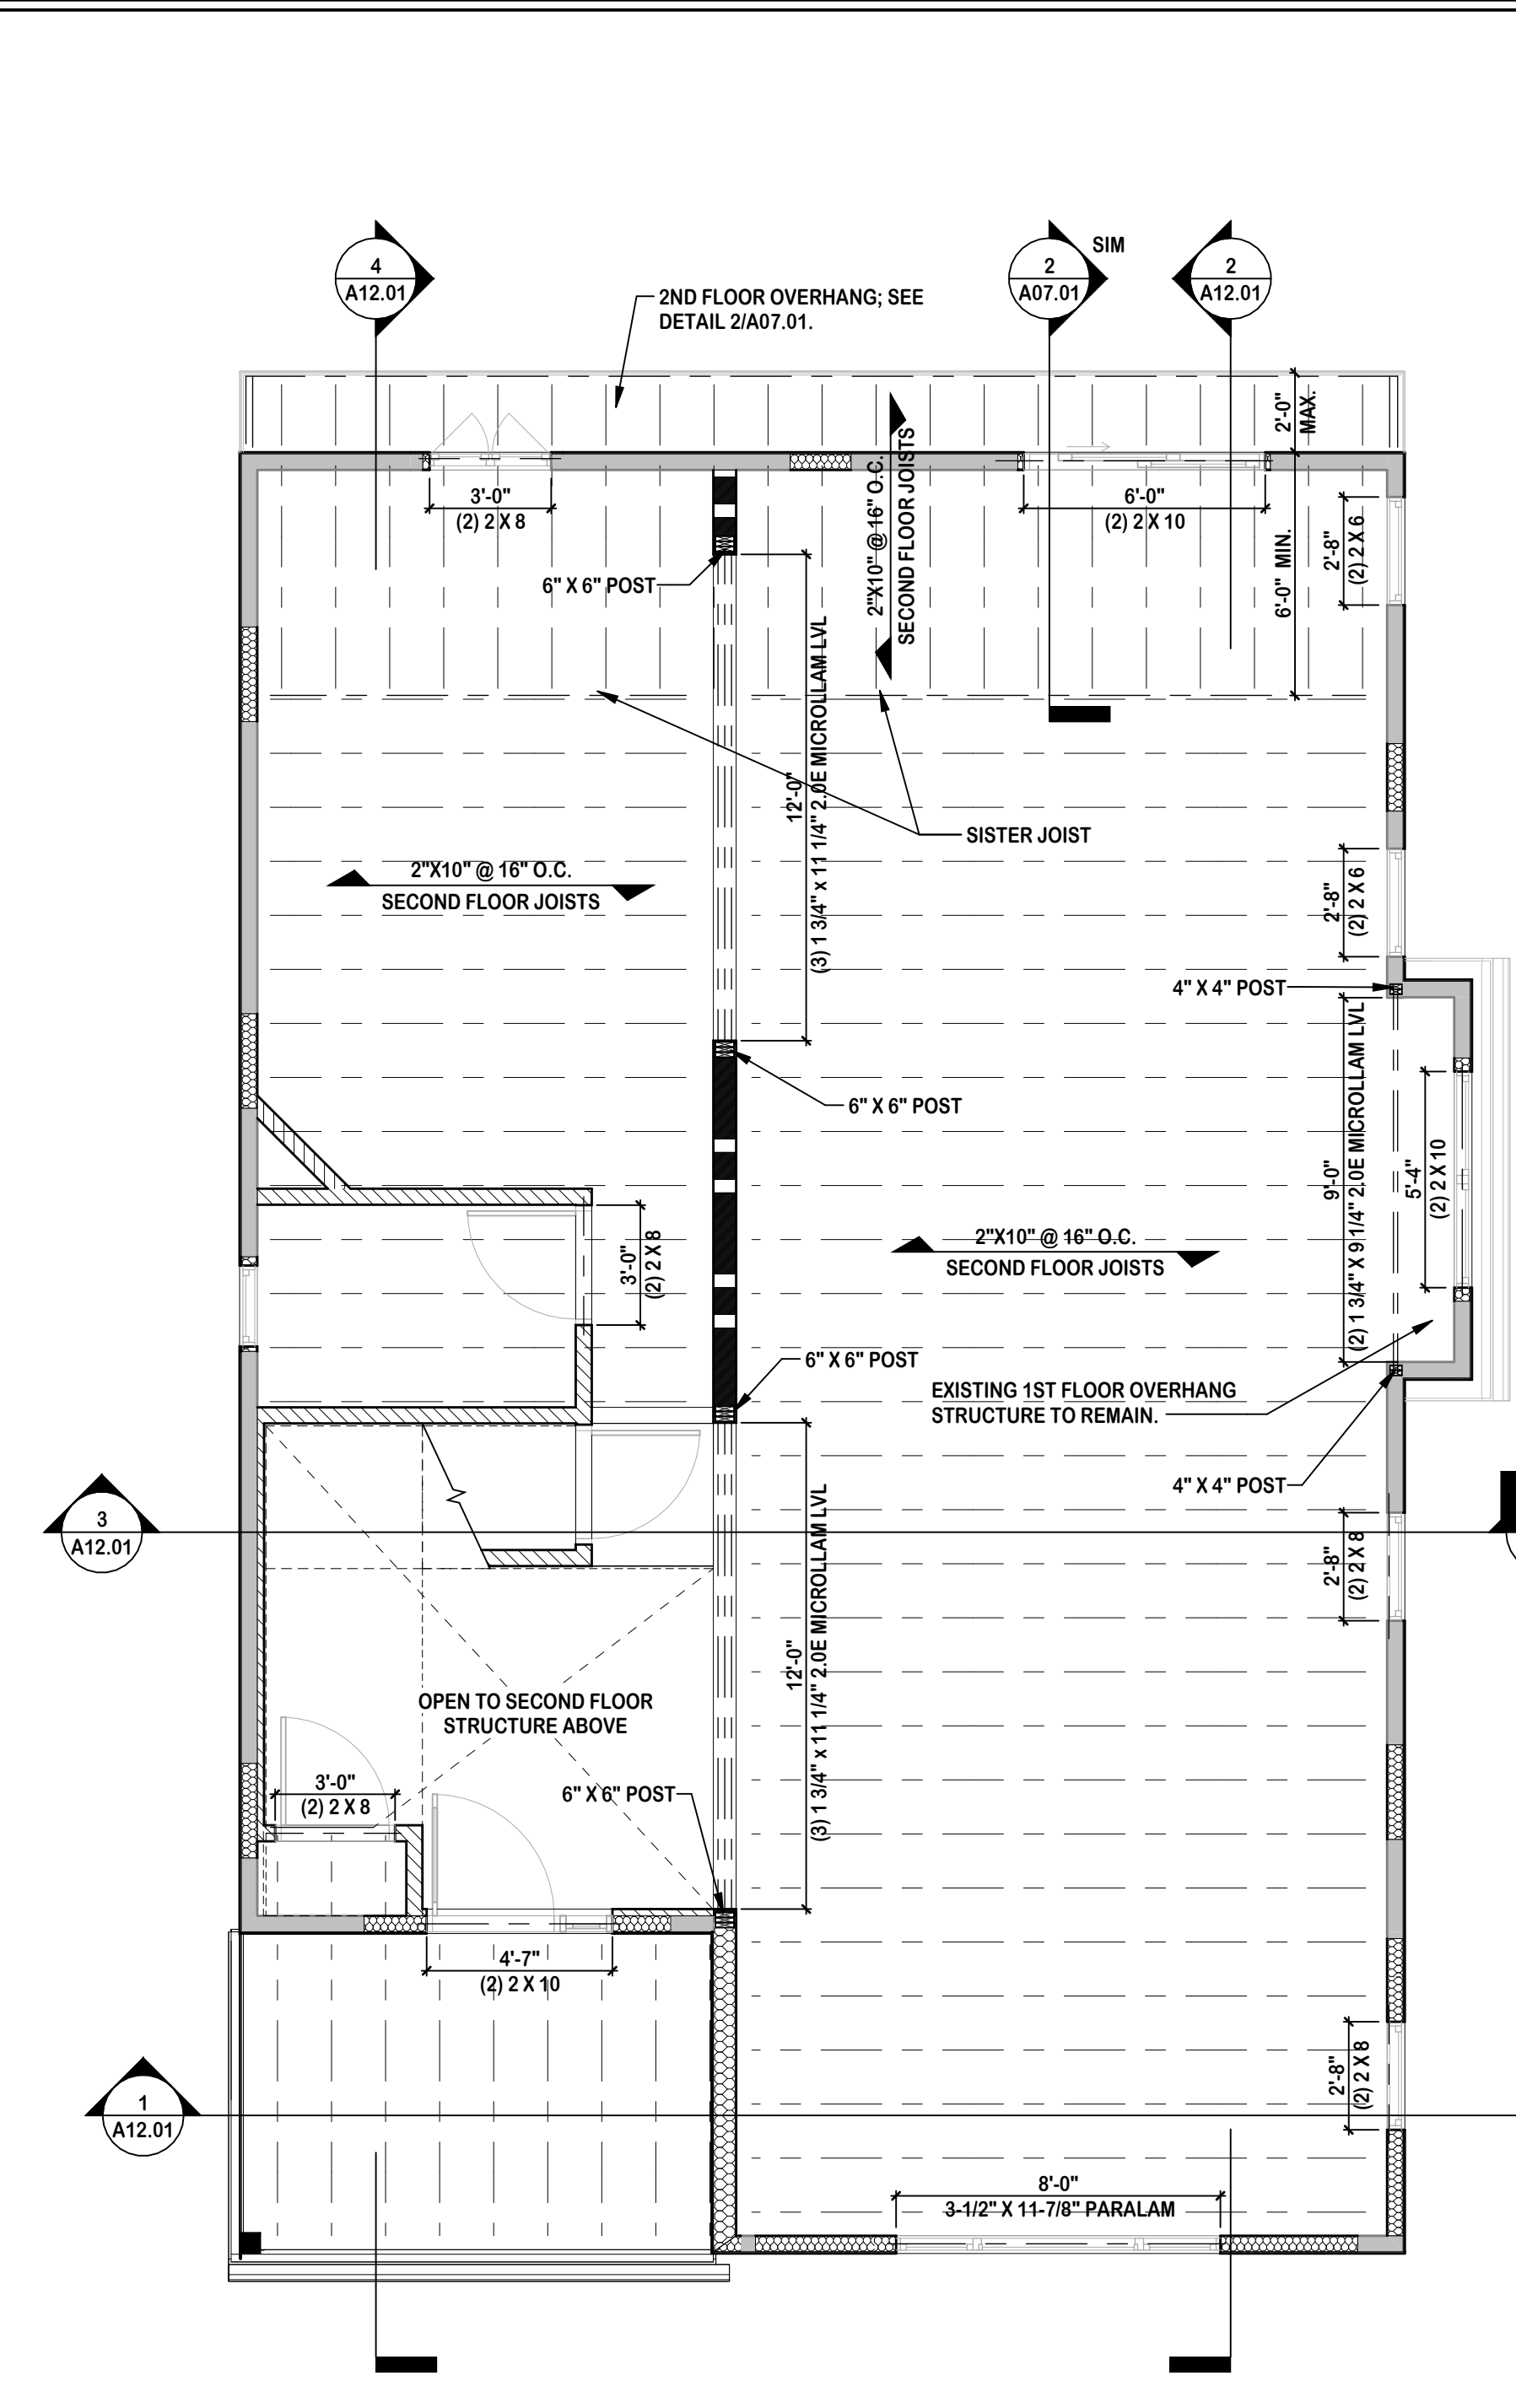 4
A12.01
2ND FLOOR OVERHANG; SEE
DETAIL 2/A07.01.
2
A07.01
SIM
2
A12.01
2'-0"
MAX.
3'-0"
(2) 2 X 8
2"X10" @ 16" O.C.
SECOND FLOOR JOISTS
6'-0"
(2) 2 X 10
6'-0" MIN.
2'-8"
(2) 2 X 6
6" X 6" POST
12'-0"
(3) 1 3/4" x 11 1/4" 2.0E MICROLLAM LVL
SISTER JOIST
2"X10" @ 16" O.C.
SECOND FLOOR JOISTS
2'-8"
(2) 2 X 6
4" X 4" POST
6" X 6" POST
9'-0"
(2) 1 3/4" X 9 1/4" 2.0E MICROLLAM LVL
5'-4"
(2) 2 X 10
3'-0"
(2) 2 X 8
2"X10" @ 16" O.C.
SECOND FLOOR JOISTS
6" X 6" POST
EXISTING 1ST FLOOR OVERHANG
STRUCTURE TO REMAIN.
4" X 4" POST
3
A12.01
2'-8"
(2) 2 X 8
12'-0"
(3) 1 3/4" x 11 1/4" 2.0E MICROLLAM LVL
OPEN TO SECOND FLOOR
STRUCTURE ABOVE
3'-0"
(2) 2 X 8
6" X 6" POST
4'-7"
(2) 2 X 10
2'-8"
(2) 2 X 8
1
A12.01
8'-0"
3-1/2" X 11-7/8" PARALAM